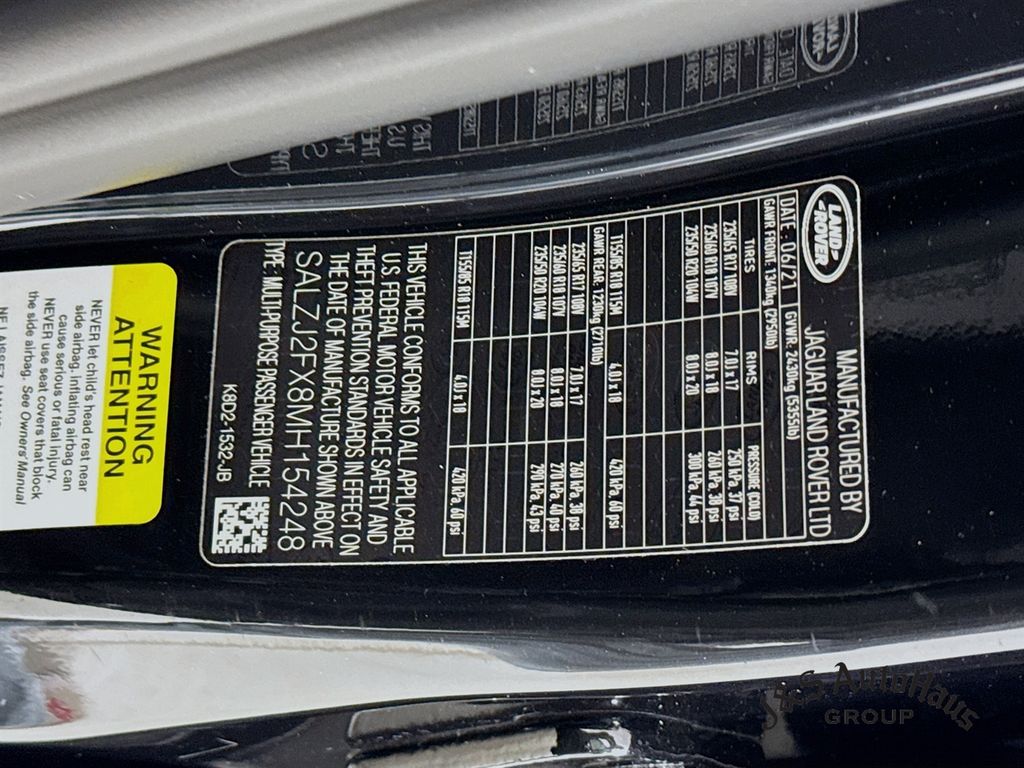 LAND
ROVER
MANUFACTURED BY
JAGUAR LAND ROVER LTD
DATE: 06/21 GVWR: 2430kg (5355lb)
GAWR FRONT: 1340kg (2950lb)
TIRES RIMS PRESSURE (COLD)
235/65 R17 108V 7.0J x 17 250 kPa, 37 psi
235/60 R18 107V 8.0J x 18 260 kPa, 38 psi
235/50 R20 104W 8.0J x 20 300 kPa, 44 psi
T155/85 R18 115M 4.0J x 18 420 kPa, 60 psi
GAWR REAR: 1230kg (2710lb)
235/65 R17 108V 7.0J x 17 260 kPa, 38 psi
235/60 R18 107V 8.0J x 18 270 kPa, 40 psi
235/50 R20 104W 8.0J x 20 290 kPa, 43 psi
T155/85 R18 115M 4.0J x 18 420 kPa, 60 psi
THIS VEHICLE CONFORMS TO ALL APPLICABLE
U.S. FEDERAL MOTOR VEHICLE SAFETY AND
THEFT PREVENTION STANDARDS IN EFFECT ON
THE DATE OF MANUFACTURE SHOWN ABOVE
SALZJ2FX8MH154248
TYPE: MULTIPURPOSE PASSENGER VEHICLE
K8D2-1532-JB
WARNING
ATTENTION
NEVER let child's head rest near
side airbag. Inflating airbag can
cause serious or fatal injury.
NEVER use seat covers that block
the side airbag. See Owners' Manual
S&S AutoHaus
GROUP